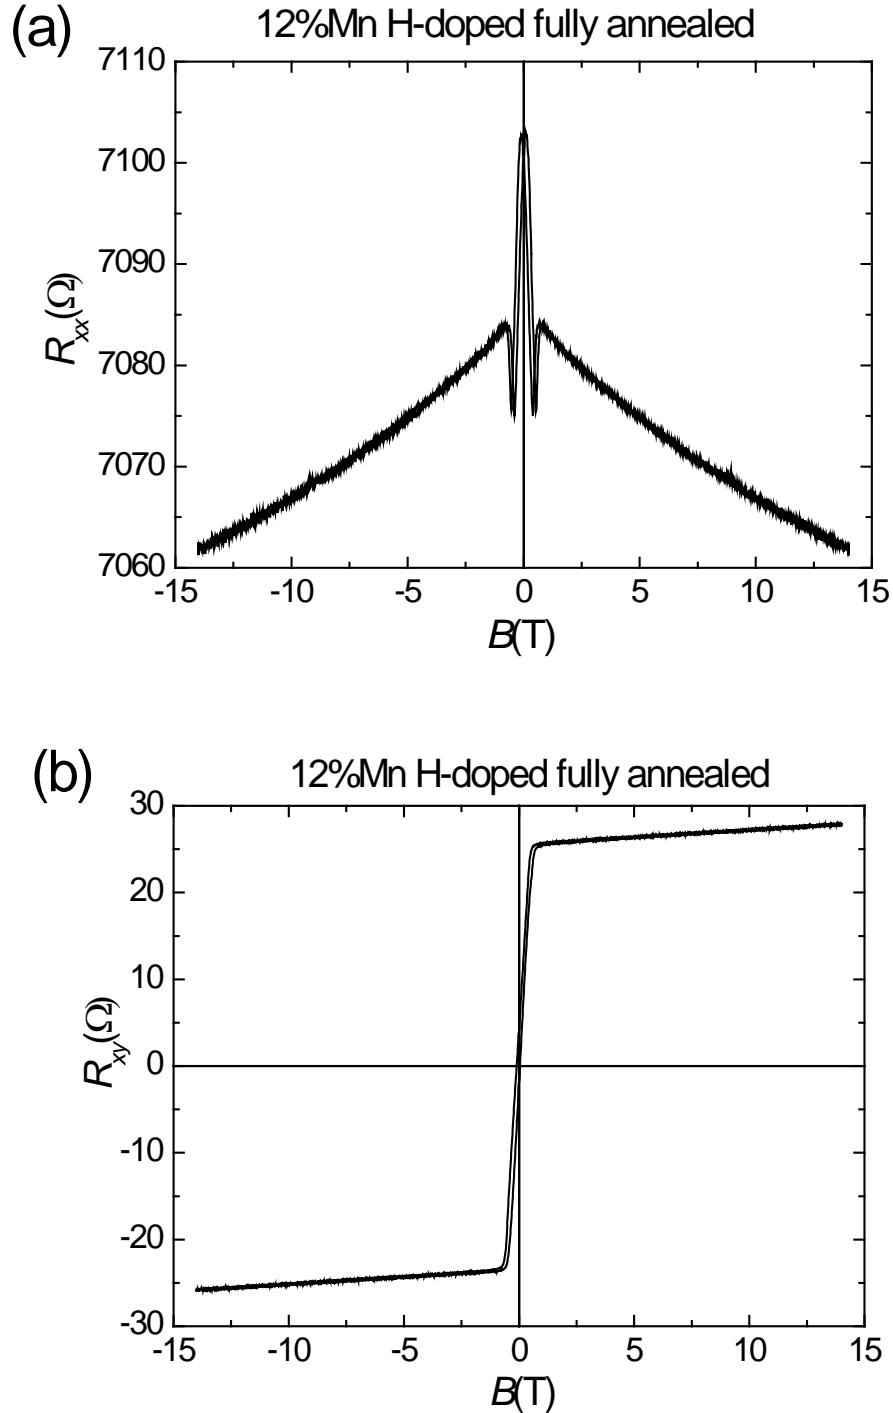 (a)
12%Mn H-doped fully annealed
7110
7100
7090
7080
7070
7060
Rxx(Ω)
-15 -10 -5 0 5 10 15
B(T)
(b)
12%Mn H-doped fully annealed
30
20
10
0
-10
-20
-30
Rxy(Ω)
-15 -10 -5 0 5 10 15
B(T)